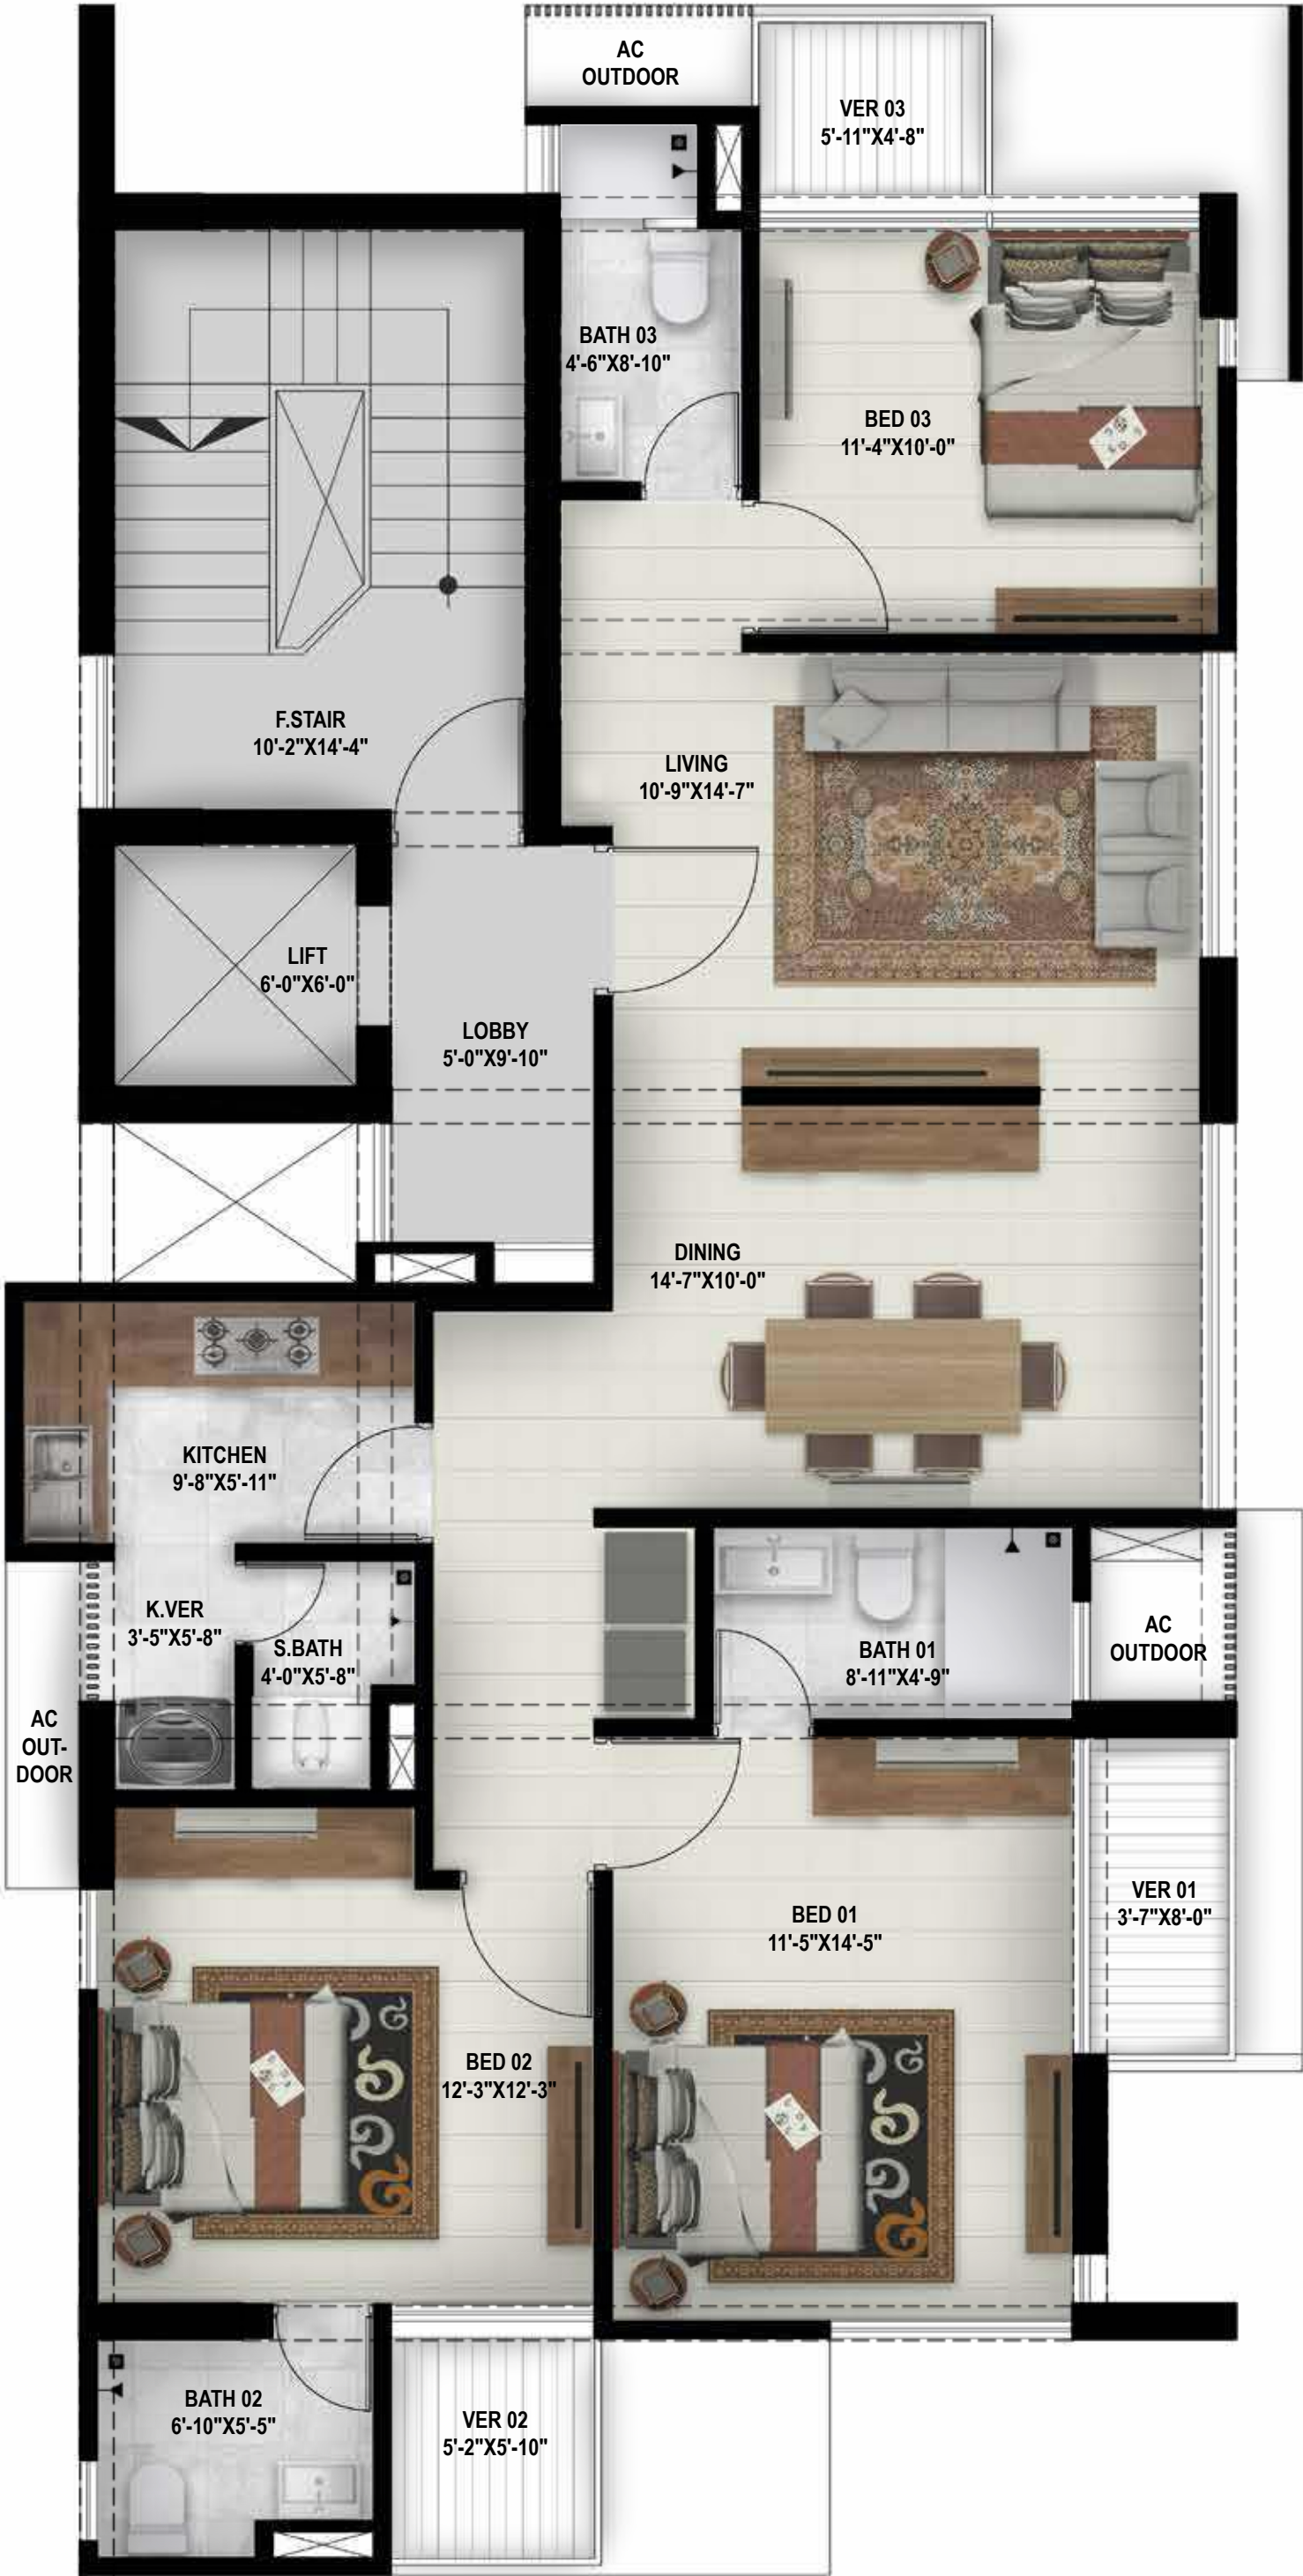 AC
OUTDOOR
VER 03
5'-11"X4'-8"
BATH 03
4'-6"X8'-10"
BED 03
11'-4"X10'-0"
F.STAIR
10'-2"X14'-4"
LIVING
10'-9"X14'-7"
LIFT
6'-0"X6'-0"
LOBBY
5'-0"X9'-10"
DINING
14'-7"X10'-0"
KITCHEN
9'-8"X5'-11"
K.VER
3'-5"X5'-8"
S.BATH
4'-0"X5'-8"
BATH 01
8'-11"X4'-9"
AC
OUTDOOR
AC
OUT-
DOOR
VER 01
3'-7"X8'-0"
BED 01
11'-5"X14'-5"
BED 02
12'-3"X12'-3"
BATH 02
6'-10"X5'-5"
VER 02
5'-2"X5'-10"